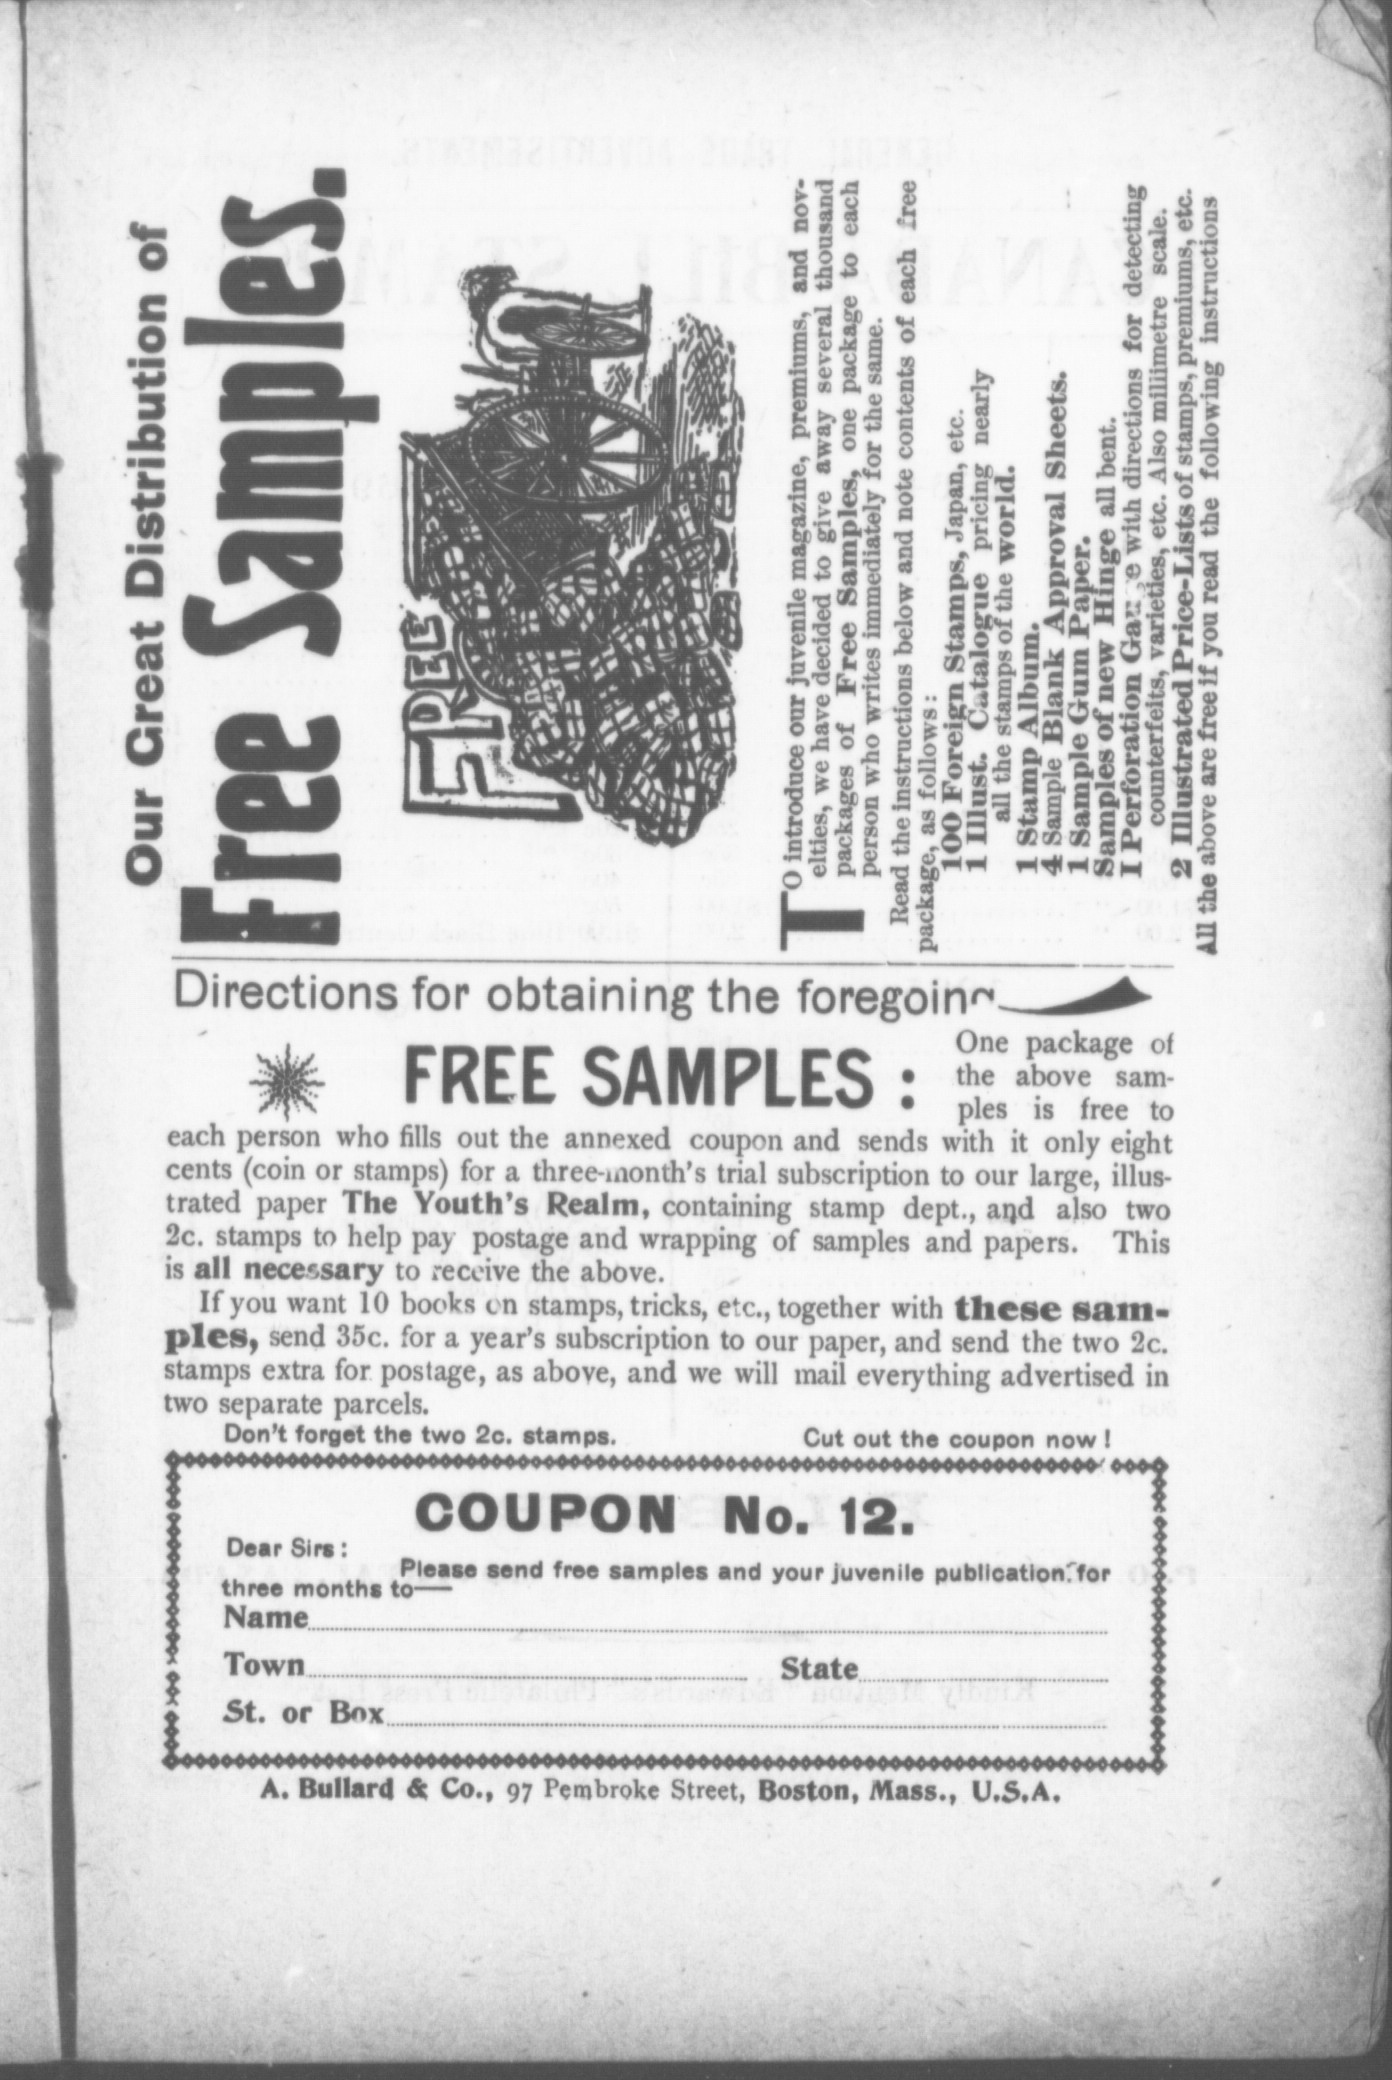 Our Great Distribution of
Free Samples.
FREE
TO introduce our juvenile magazine, premiums, and nov-
elties, we have decided to give away several thousand
packages of Free Samples, one package to each
person who writes immediately for the same.
Read the instructions below and note contents of each free
package, as follows:
100 Foreign Stamps, Japan, etc.
1 Illust. Catalogue pricing nearly
all the stamps of the world.
1 Stamp Album.
4 Sample Blank Approval Sheets.
1 Sample Gum Paper.
Samples of new Hinge all bent.
1 Perforation Gauge with directions for detecting
counterfeits, varieties, etc. Also millimetre scale.
2 Illustrated Price-Lists of stamps, premiums, etc.
All the above are free if you read the following instructions
Directions for obtaining the foregoing
FREE SAMPLES :
One package of
the above sam-
ples is free to
each person who fills out the annexed coupon and sends with it only eight
cents (coin or stamps) for a three-month's trial subscription to our large, illus-
trated paper The Youth's Realm, containing stamp dept., and also two
2c. stamps to help pay postage and wrapping of samples and papers. This
is all necessary to receive the above.
If you want 10 books on stamps, tricks, etc., together with these sam-
ples, send 35c. for a year's subscription to our paper, and send the two 2c.
stamps extra for postage, as above, and we will mail everything advertised in
two separate parcels.
Don't forget the two 2c. stamps. Cut out the coupon now!
COUPON No. 12.
Dear Sirs:
Please send free samples and your juvenile publication for
three months to—
Name
Town State
St. or Box
A. Bullard & Co., 97 Pembroke Street, Boston, Mass., U.S.A.